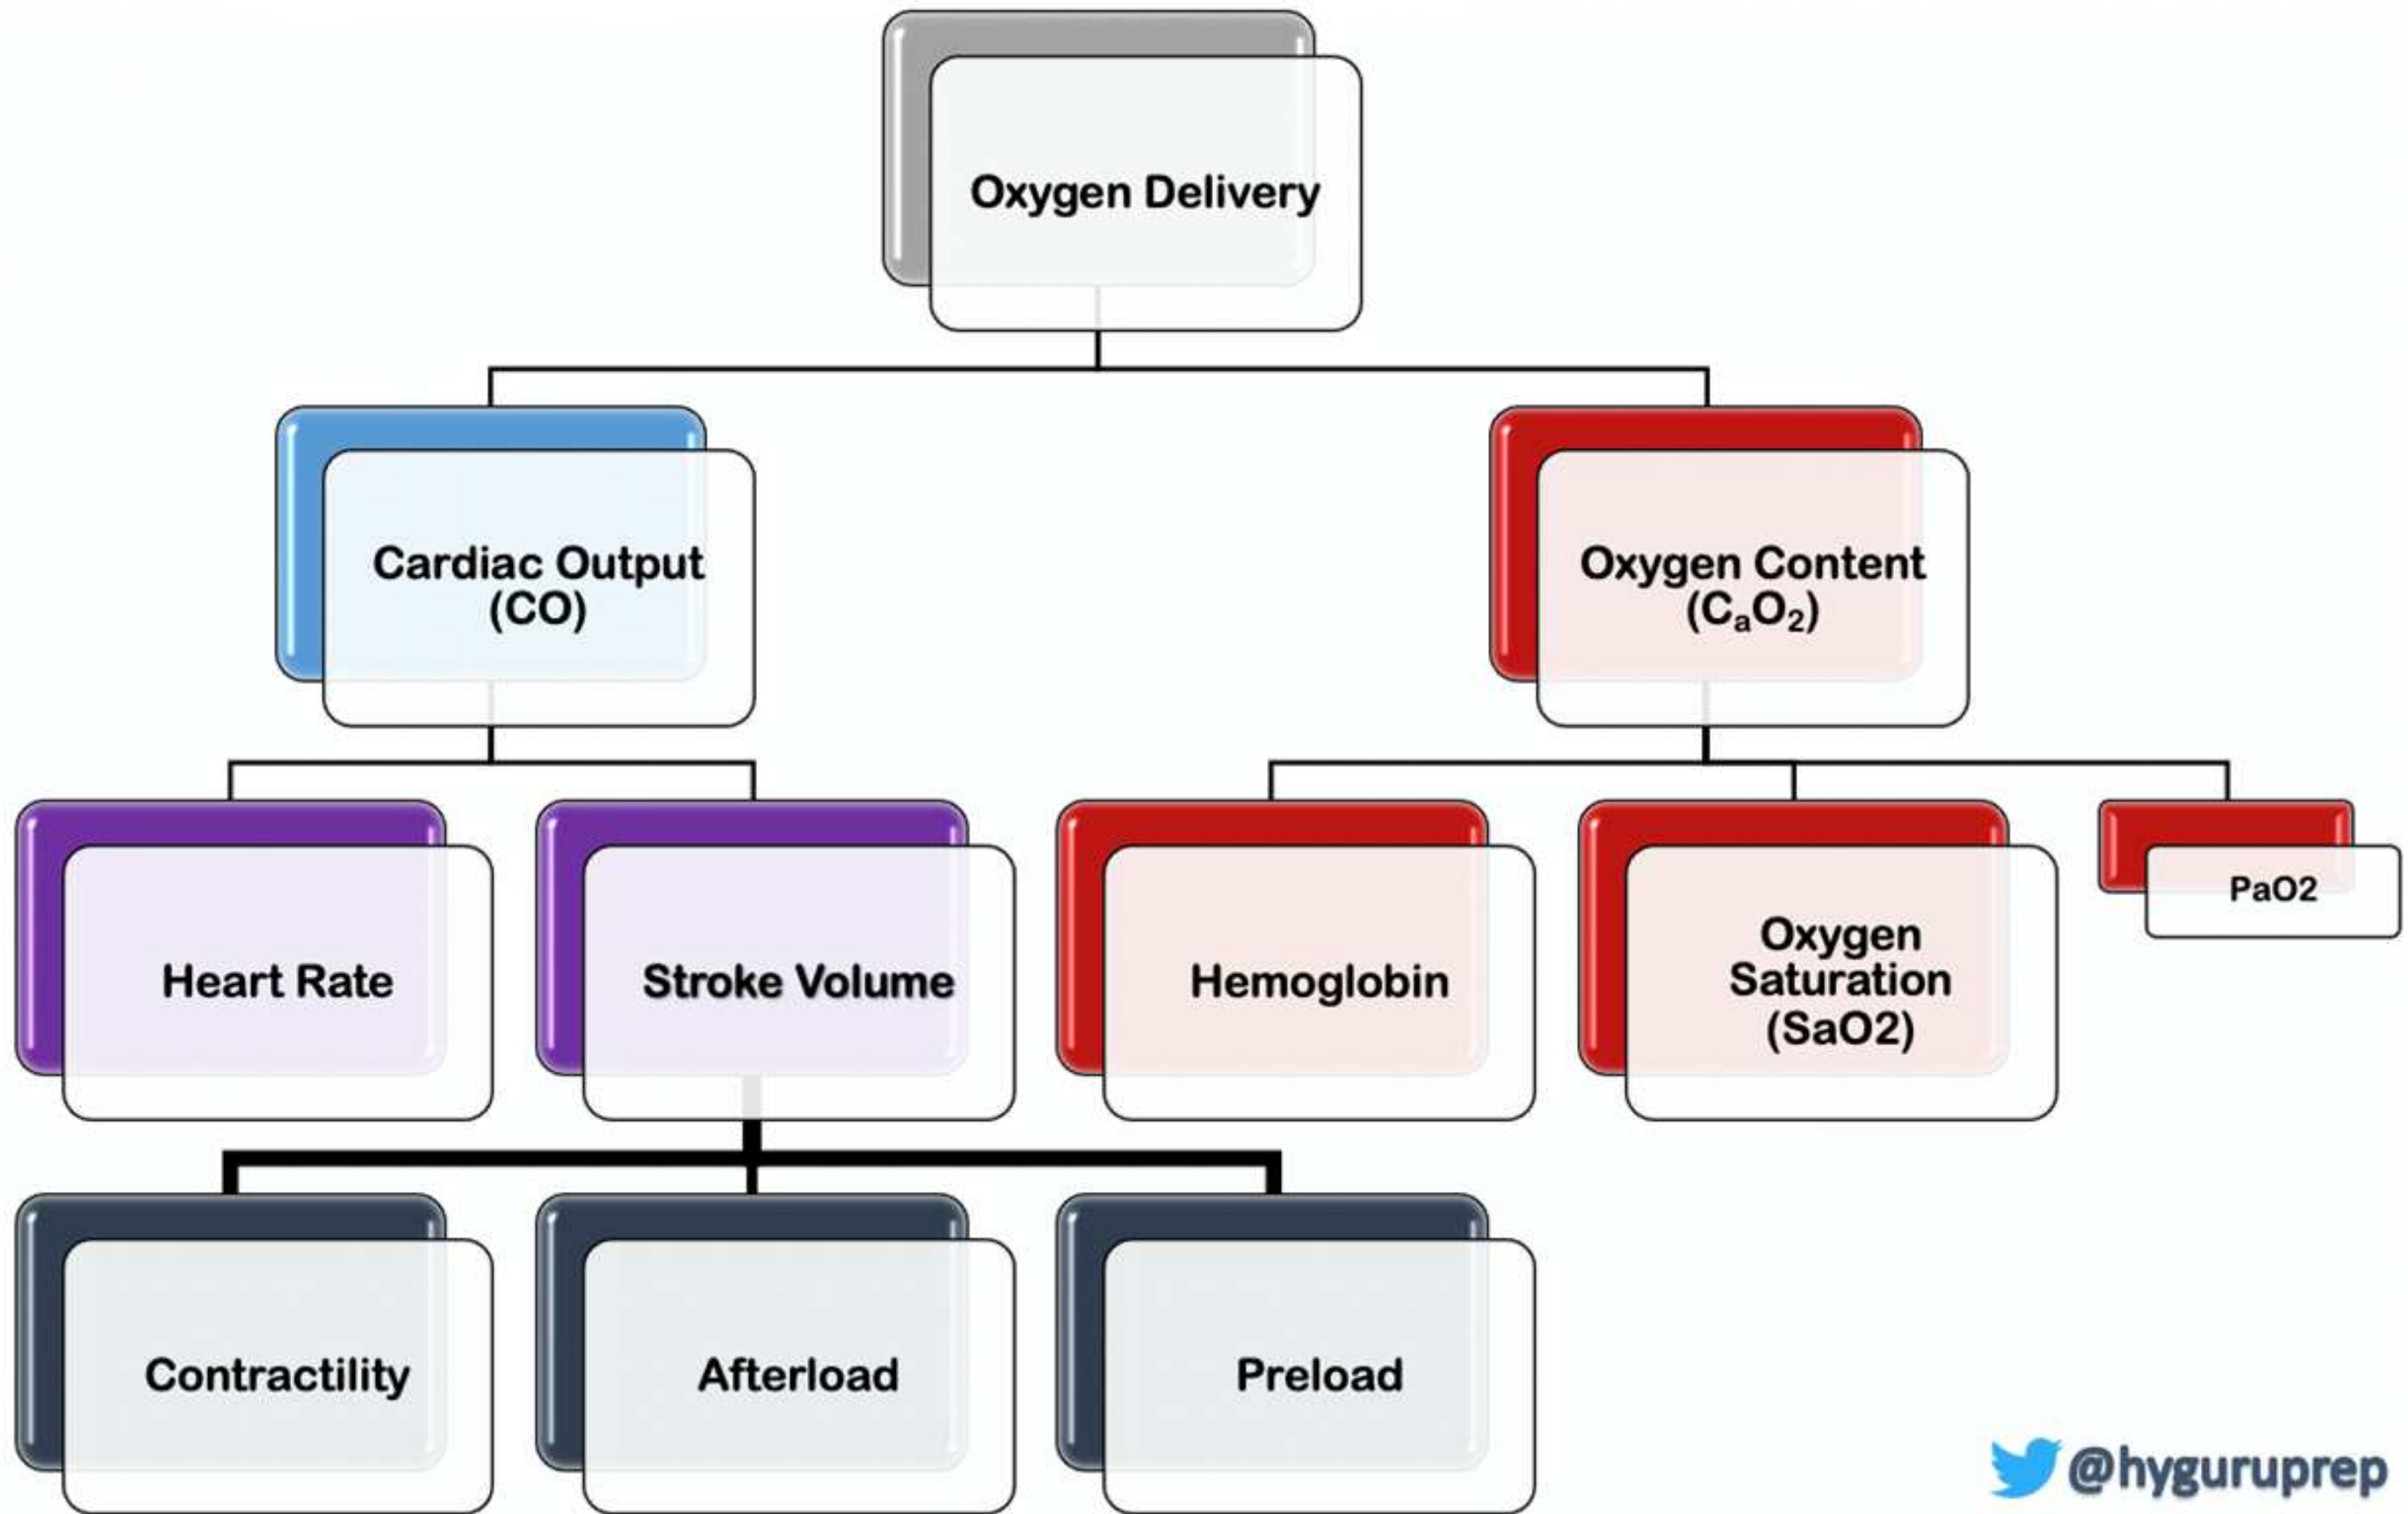 Oxygen Delivery
Cardiac Output
(CO)
Oxygen Content
(CₐO₂)
Heart Rate
Stroke Volume
Hemoglobin
Oxygen
Saturation
(SaO2)
PaO2
Contractility
Afterload
Preload
@hyguruprep